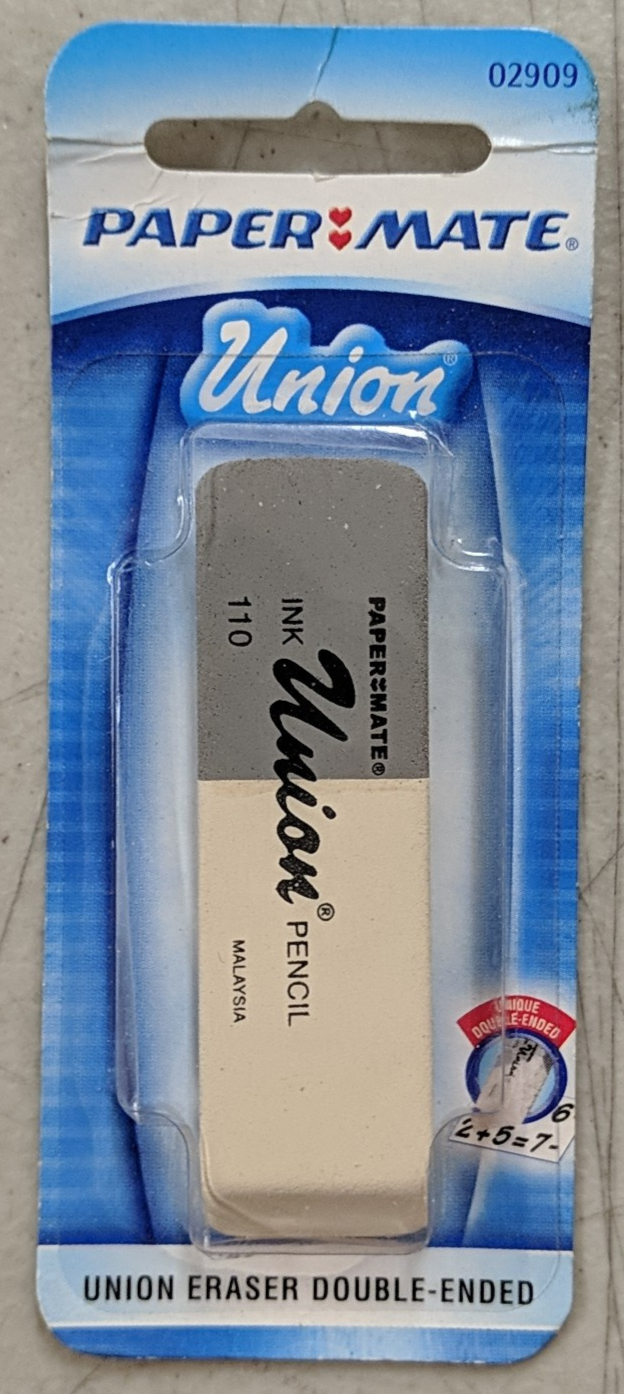 02909
PAPER MATE®
Union®
PAPER MATE®
INK Union® PENCIL
110 MALAYSIA
UNIQUE
DOUBLE-ENDED
6
2+5=7-
UNION ERASER DOUBLE-ENDED